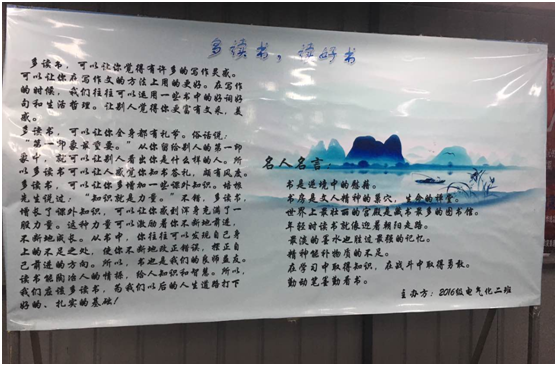 多读书，读好书
多读书，可以让你觉得有许多的写作灵感。
可以让你在写作文的方法上用的更好。在写作
的时候，我们往往可以运用一些书中的好词好
句和生活哲理。让别人觉得你更富有文采，美
感。
多读书，可以让你全身都有礼节。俗话说：
“第一印象最重要。”从你留给别人的第一印
象中，就可以让别人看出你是什么样的人。所
以多读书可以让人感觉你知书答礼，颇有风度。
多读书，可以让你多增加一些课外知识。培根
先生说过：“知识就是力量。”不错，多读书，
增长了课外知识，可以让你感到浑身充满了一
股力量。这种力量可以激励着你不断地前进，
不断地成长。从书中，你往往可以发现自己身
上的不足之处，使你不断地改正错误，摆正自
己前进的方向。所以，书也是我们的良师益友。
读书能陶冶人的情操，给人知识和智慧。所以，
我们应该多读书，为我们以后的人生道路打下
好的、扎实的基础！
名人名言：
书是逆境中的慰藉。
书房是文人精神的巢穴，生命的禅堂。
世界上最壮丽的宫殿是藏书最多的图书馆。
年轻时读书就像迎着朝阳走路。
最淡的墨水也胜过最强的记忆。
精神能补物质的不足。
在学习中取得知识，在战斗中取得勇敢。
勤动笔墨勤看书。
主办方：2016级电气化二班